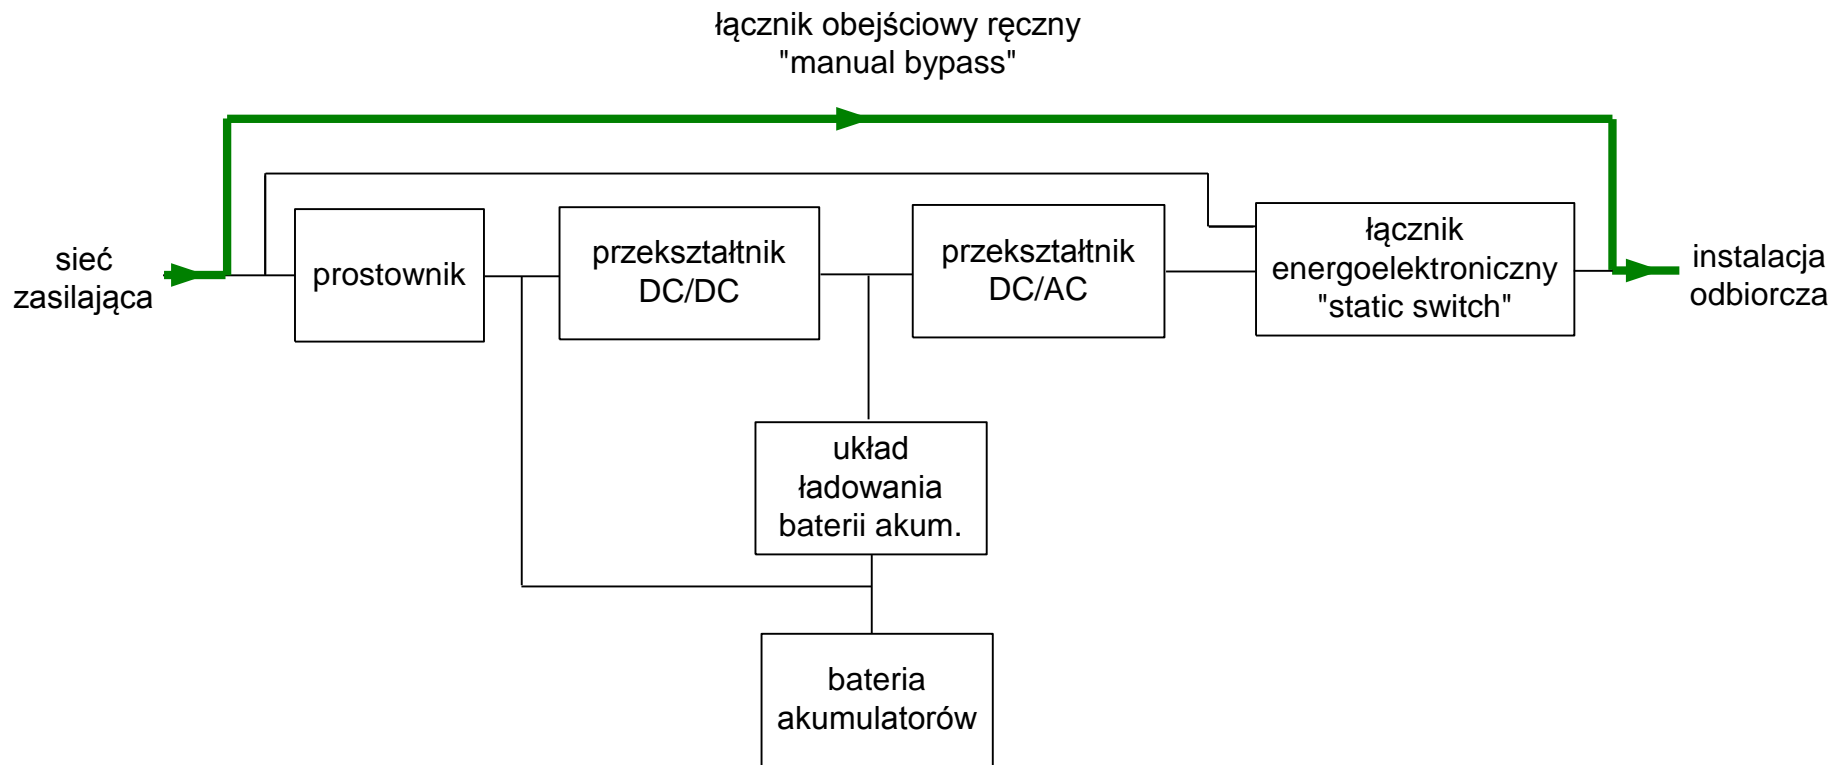 łącznik obejściowy ręczny
"manual bypass"
sieć
zasilająca
prostownik
przekształtnik
DC/DC
przekształtnik
DC/AC
łącznik
energoelektroniczny
"static switch"
instalacja
odbiorcza
układ
ładowania
baterii akum.
bateria
akumulatorów